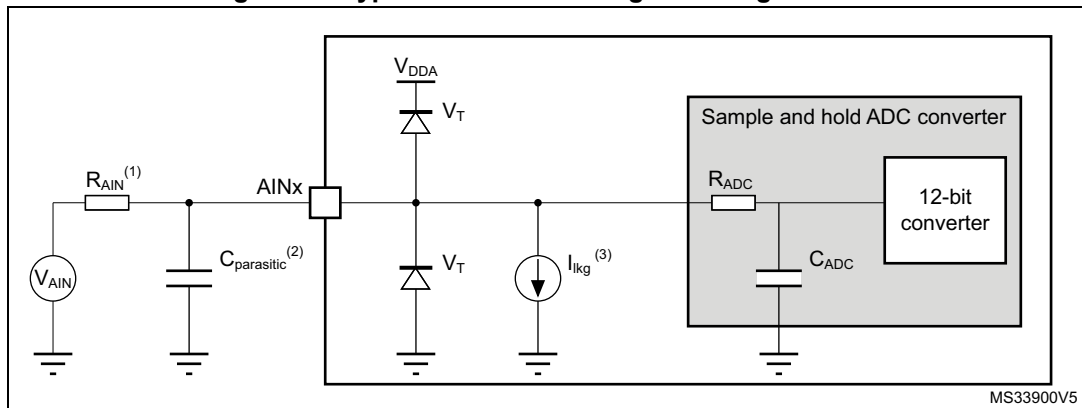 V_DDA
V_T
Sample and hold ADC converter
R_AIN^(1)
AINx
R_ADC
12-bit
converter
V_AIN
C_parasitic^(2)
V_T
I_lkg^(3)
C_ADC
MS33900V5